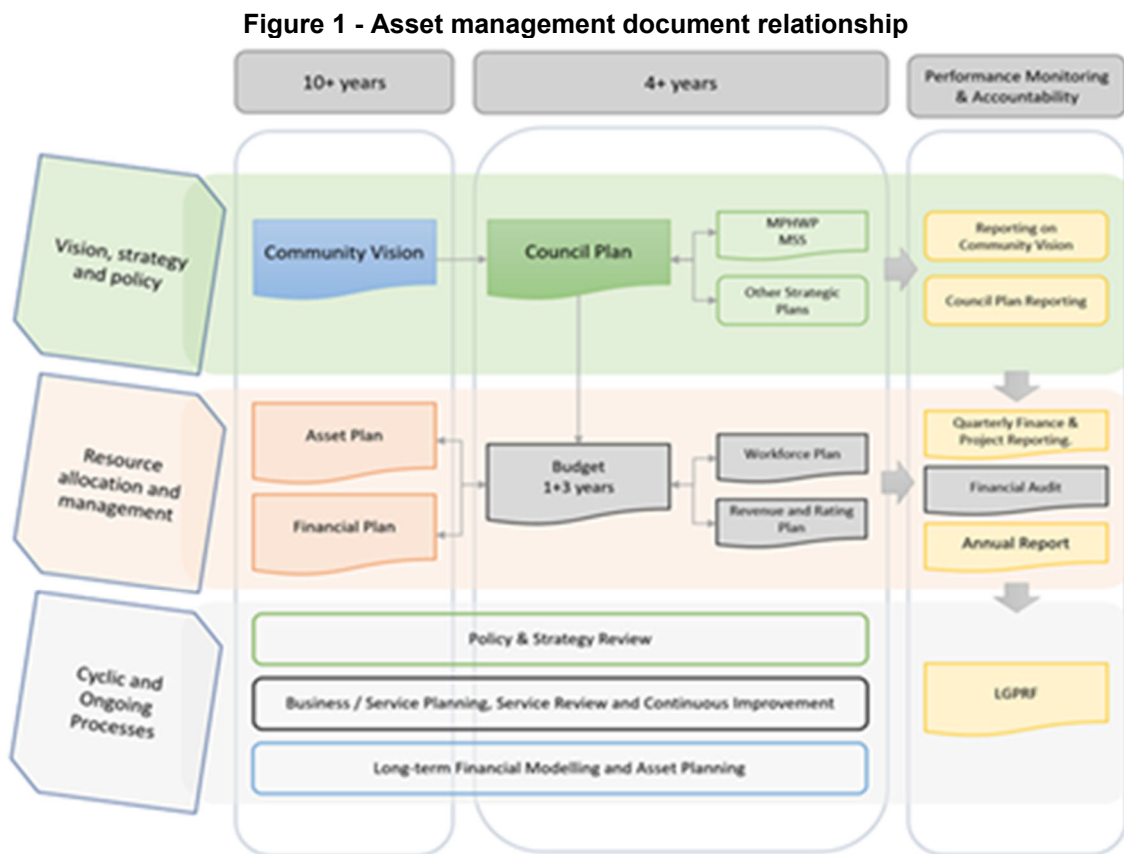 Figure 1 - Asset management document relationship
10+ years
4+ years
Performance Monitoring
& Accountability
Vision, strategy
and policy
Community Vision
Council Plan
MPHWP
MSS
Other Strategic
Plans
Reporting on
Community Vision
Council Plan Reporting
Resource
allocation and
management
Asset Plan
Financial Plan
Budget
1+3 years
Workforce Plan
Revenue and Rating
Plan
Quarterly Finance &
Project Reporting.
Financial Audit
Annual Report
Cyclic and
Ongoing
Processes
Policy & Strategy Review
Business / Service Planning, Service Review and Continuous Improvement
Long-term Financial Modelling and Asset Planning
LGPRF